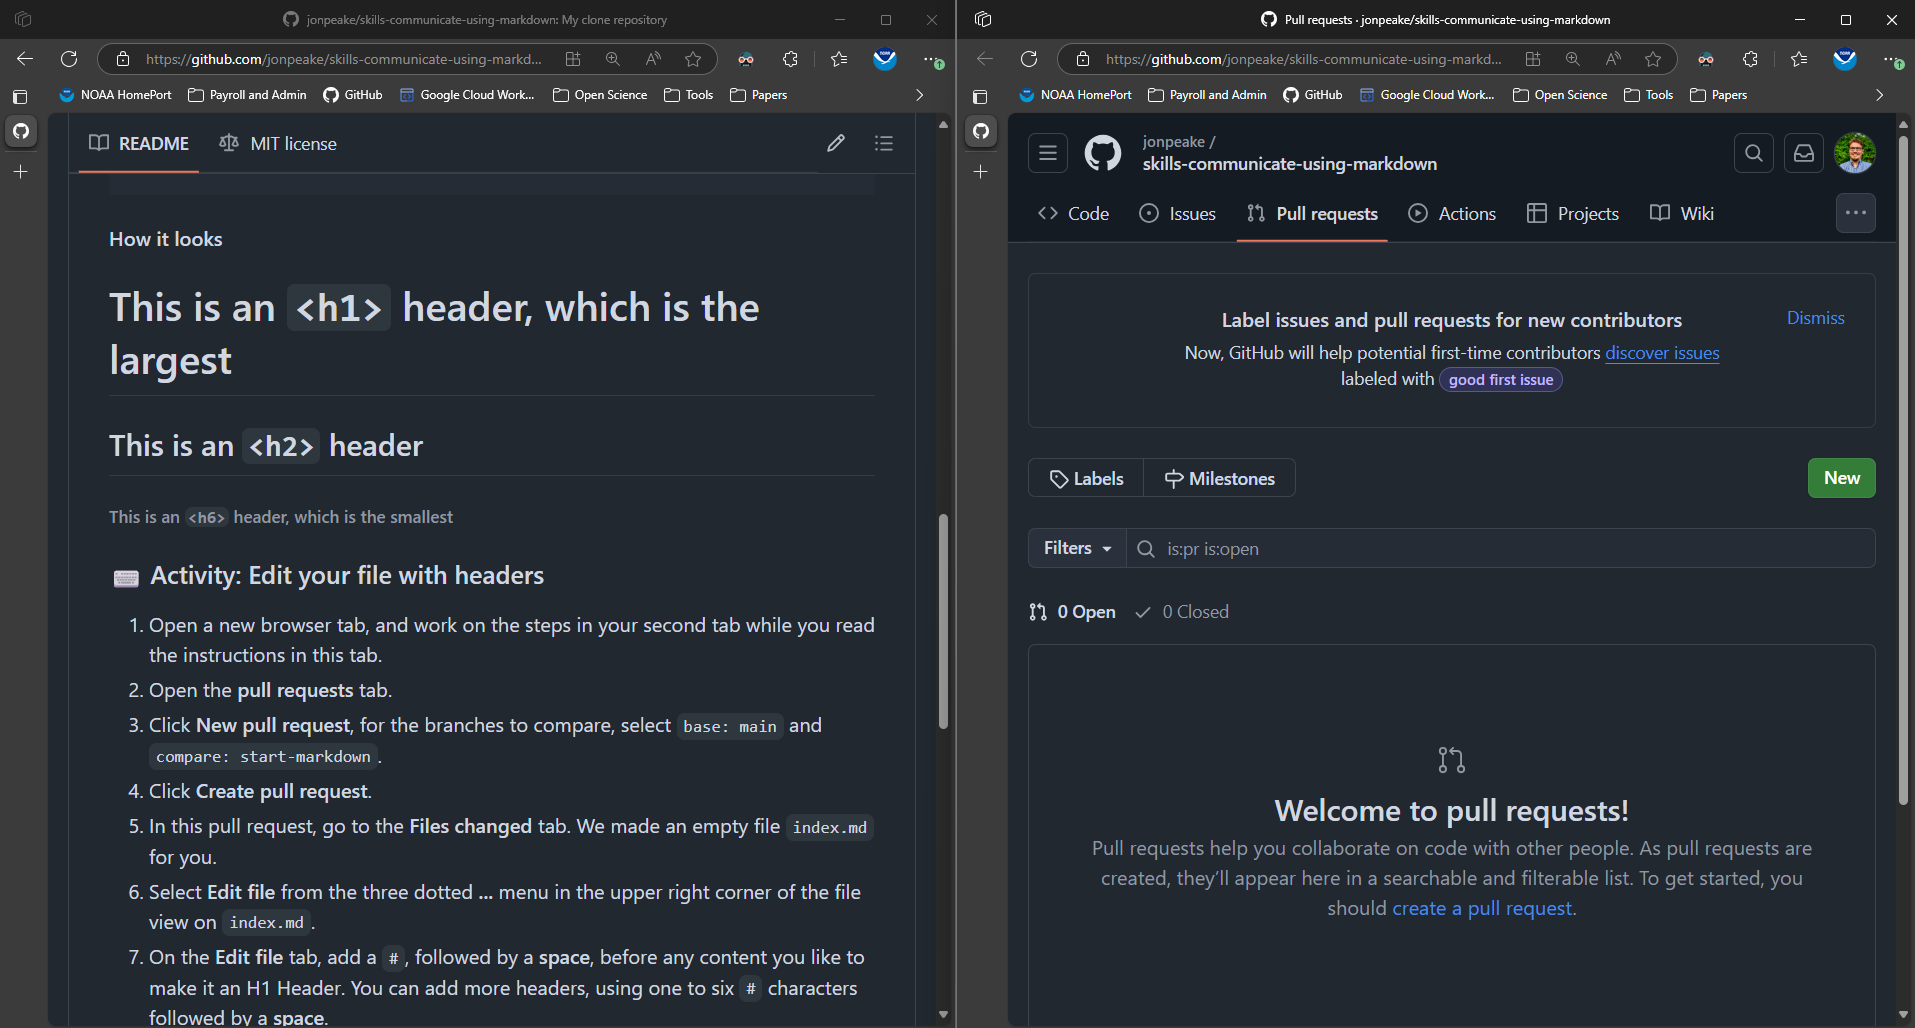 jonpeake/skills-communicate-using-markdown: My clone repository
https://github.com/jonpeake/skills-communicate-using-markd...
NOAA HomePort
Payroll and Admin
GitHub
Google Cloud Work...
Open Science
Tools
Papers
README
MIT license
How it looks
This is an <h1> header, which is the
largest
This is an <h2> header
This is an <h6> header, which is the smallest
Activity: Edit your file with headers
1. Open a new browser tab, and work on the steps in your second tab while you read
the instructions in this tab.
2. Open the pull requests tab.
3. Click New pull request, for the branches to compare, select base: main and
compare: start-markdown.
4. Click Create pull request.
5. In this pull request, go to the Files changed tab. We made an empty file index.md
for you.
6. Select Edit file from the three dotted ... menu in the upper right corner of the file
view on index.md.
7. On the Edit file tab, add a #, followed by a space, before any content you like to
make it an H1 Header. You can add more headers, using one to six # characters
followed by a space.
Pull requests · jonpeake/skills-communicate-using-markdown
https://github.com/jonpeake/skills-communicate-using-markd...
NOAA HomePort
Payroll and Admin
GitHub
Google Cloud Work...
Open Science
Tools
Papers
jonpeake /
skills-communicate-using-markdown
Code
Issues
Pull requests
Actions
Projects
Wiki
Label issues and pull requests for new contributors
Dismiss
Now, GitHub will help potential first-time contributors discover issues
labeled with good first issue
Labels
Milestones
New
Filters
is:pr is:open
0 Open
0 Closed
Welcome to pull requests!
Pull requests help you collaborate on code with other people. As pull requests are
created, they’ll appear here in a searchable and filterable list. To get started, you
should create a pull request.